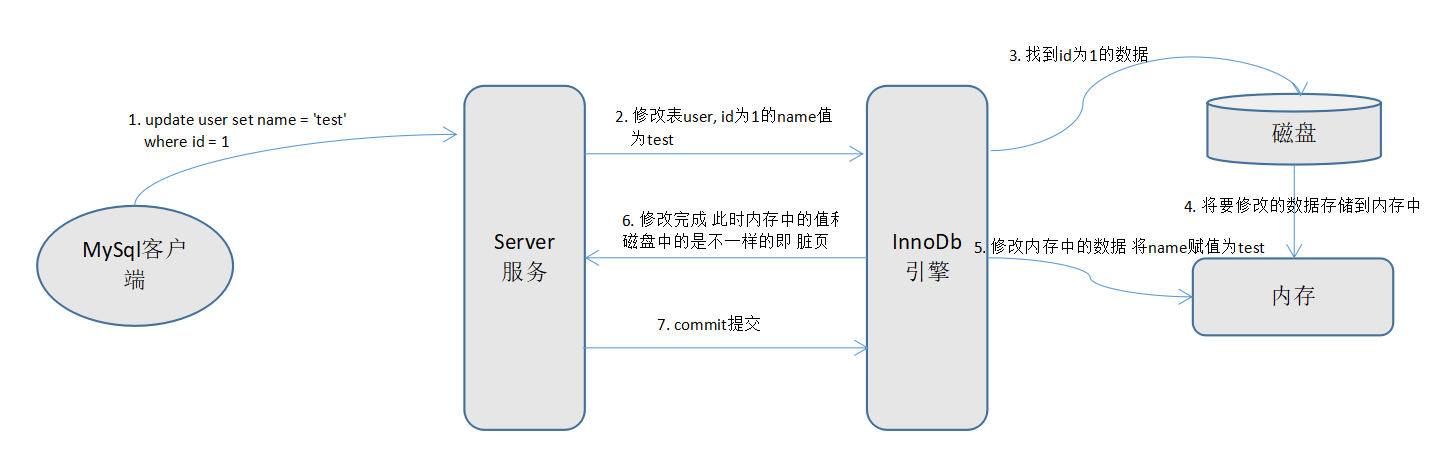 3. 找到id为1的数据
1. update user set name = 'test'
where id = 1
2. 修改表user, id为1的name值
为test
磁盘
4. 将要修改的数据存储到内存中
6. 修改完成 此时内存中的值和
磁盘中的是不一样的即 脏页
MySql客户
端
Server
服务
InnoDb
引擎
5. 修改内存中的数据 将name赋值为test
内存
7. commit提交